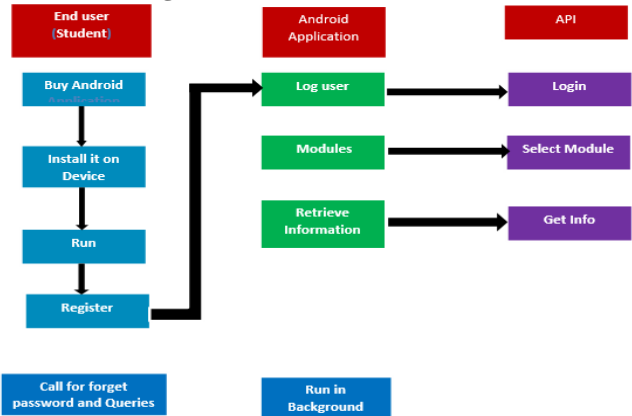 End user
(Student)
Android
Application
API
Buy Android
Application
Log user
Login
Install it on
Device
Modules
Select Module
Retrieve
Information
Get Info
Run
Register
Call for forget
password and Queries
Run in
Background